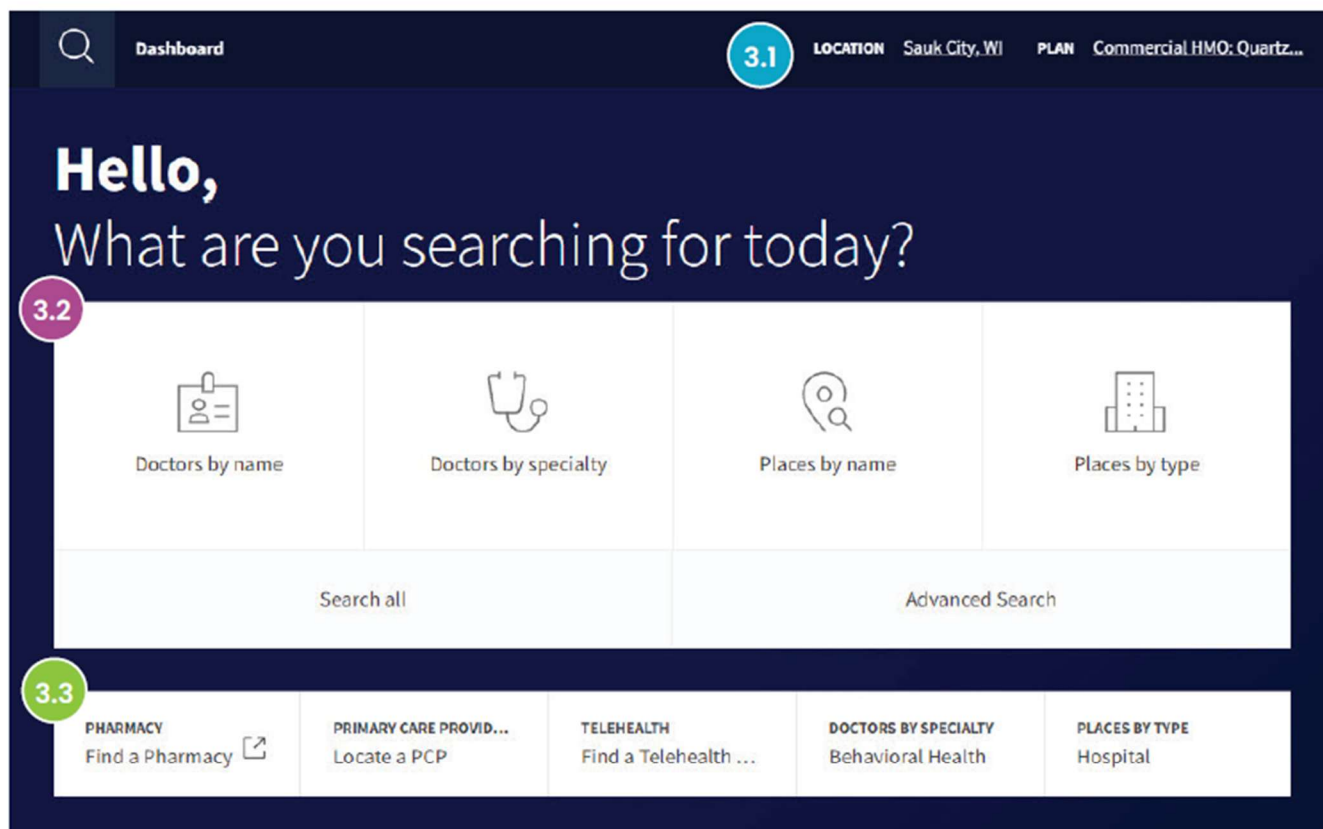 Dashboard
3.1
LOCATION Sauk City, WI PLAN Commercial HMO: Quartz...
Hello,
What are you searching for today?
3.2
Doctors by name
Doctors by specialty
Places by name
Places by type
Search all
Advanced Search
3.3
PHARMACY
Find a Pharmacy
PRIMARY CARE PROVID...
Locate a PCP
TELEHEALTH
Find a Telehealth ...
DOCTORS BY SPECIALTY
Behavioral Health
PLACES BY TYPE
Hospital